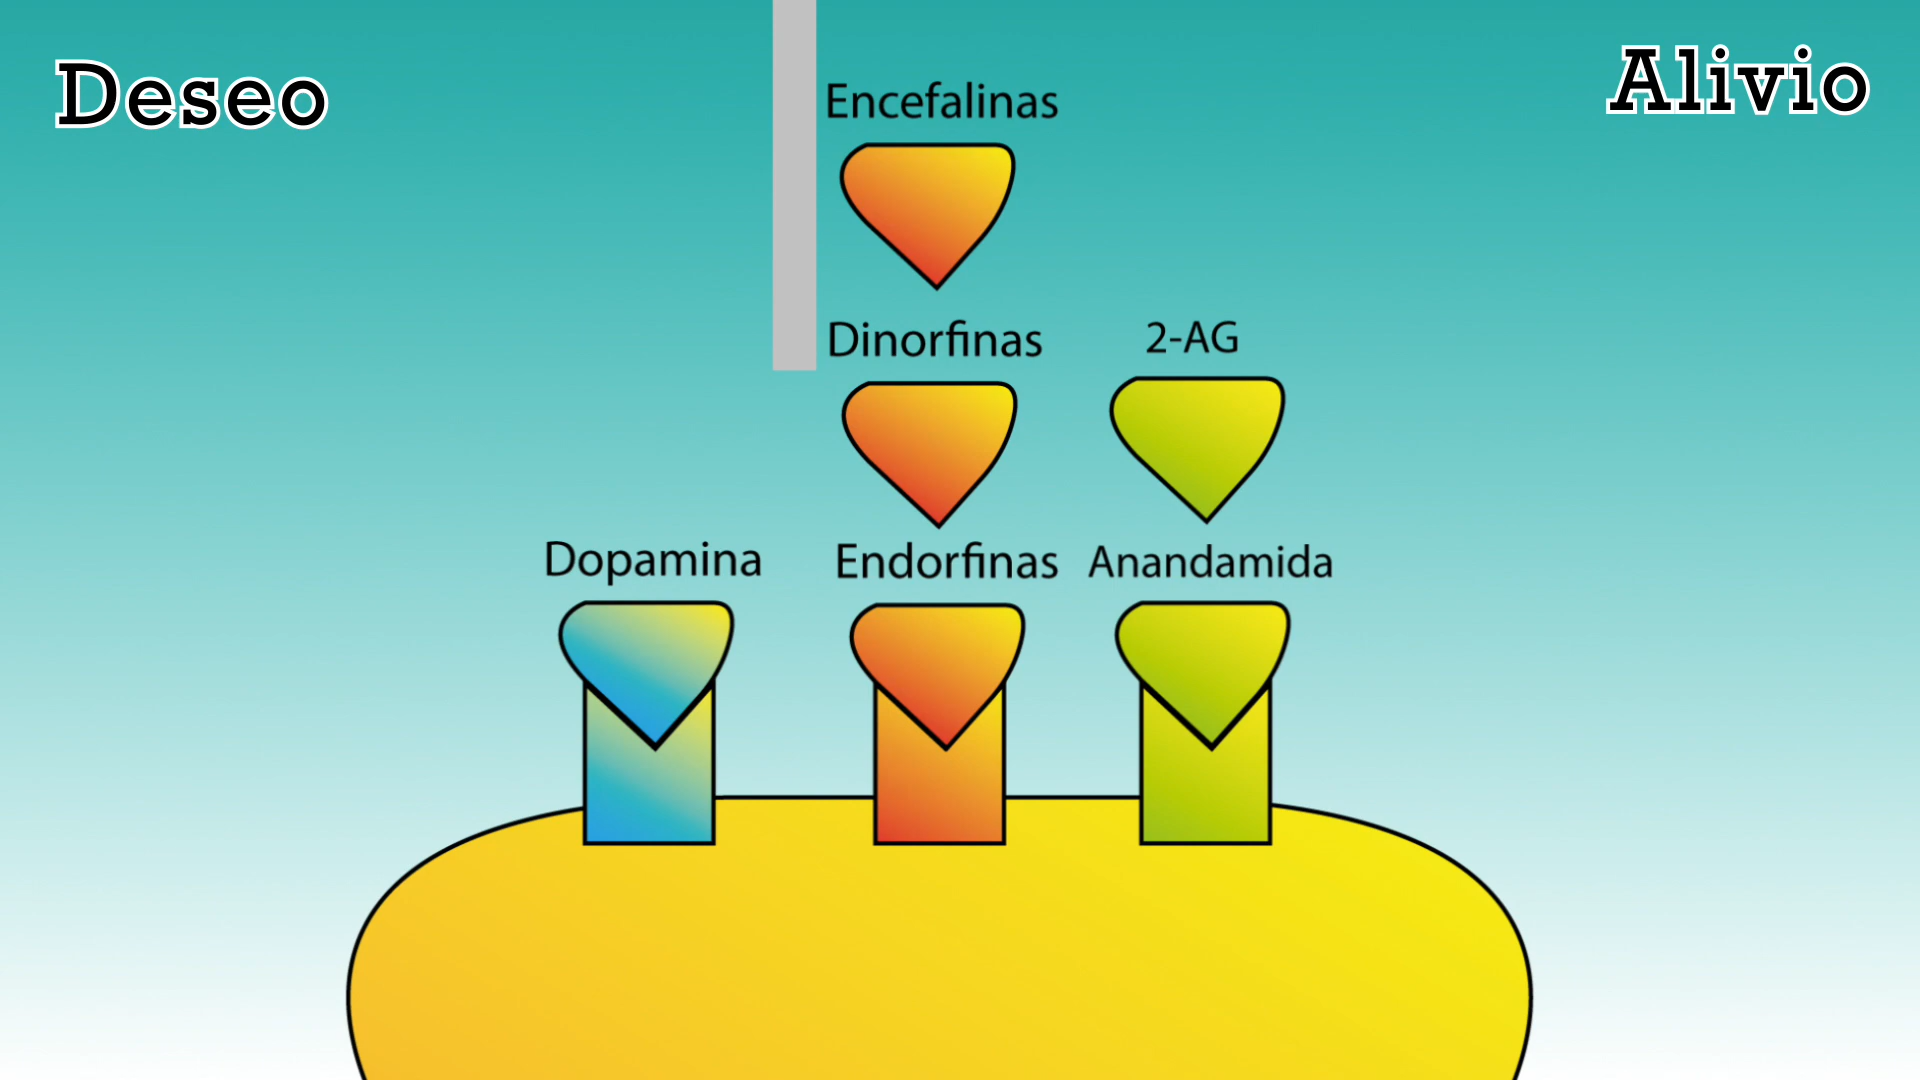 Deseo
Alivio
Encefalinas
Dinorfinas
2-AG
Dopamina
Endorfinas
Anandamida